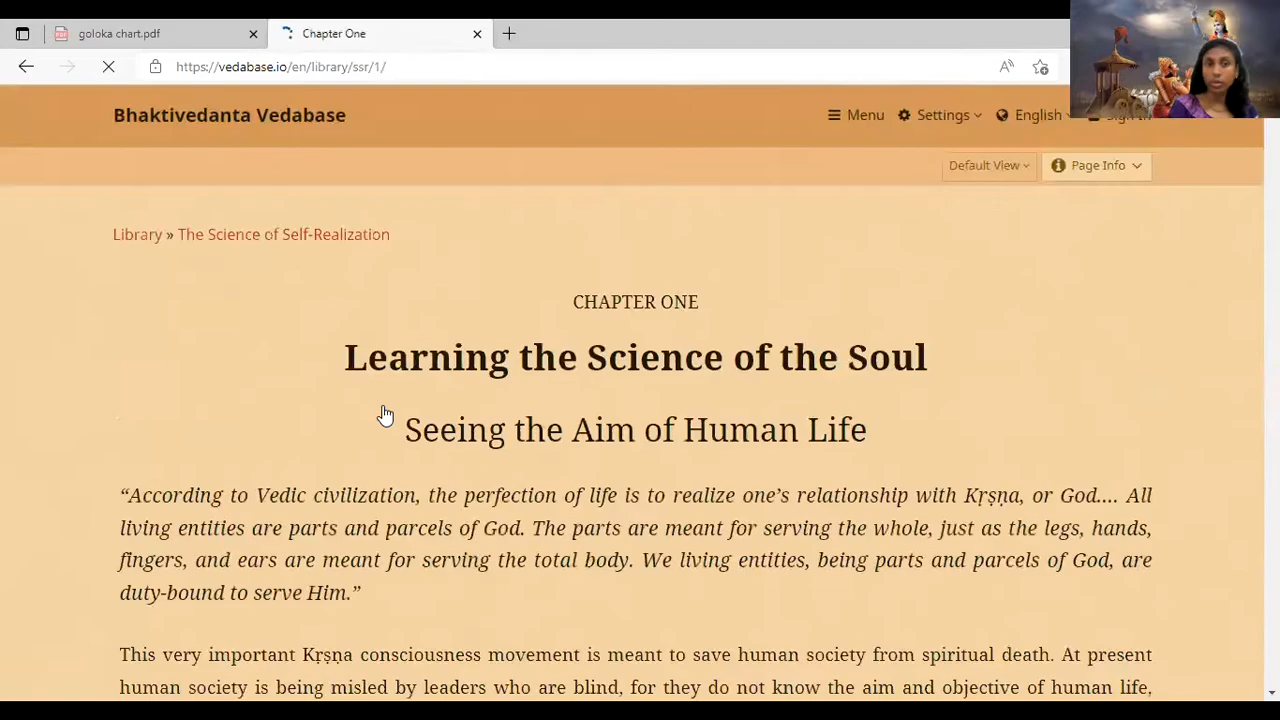 goloka chart.pdf
Chapter One
https://vedabase.io/en/library/ssr/1/
Bhaktivedanta Vedabase
Menu
Settings
English
Default View
Page Info
Library » The Science of Self-Realization
CHAPTER ONE
Learning the Science of the Soul
Seeing the Aim of Human Life
“According to Vedic civilization, the perfection of life is to realize one’s relationship with Kṛṣṇa, or God.... All
living entities are parts and parcels of God. The parts are meant for serving the whole, just as the legs, hands,
fingers, and ears are meant for serving the total body. We living entities, being parts and parcels of God, are
duty-bound to serve Him.”
This very important Kṛṣṇa consciousness movement is meant to save human society from spiritual death. At present
human society is being misled by leaders who are blind, for they do not know the aim and objective of human life,